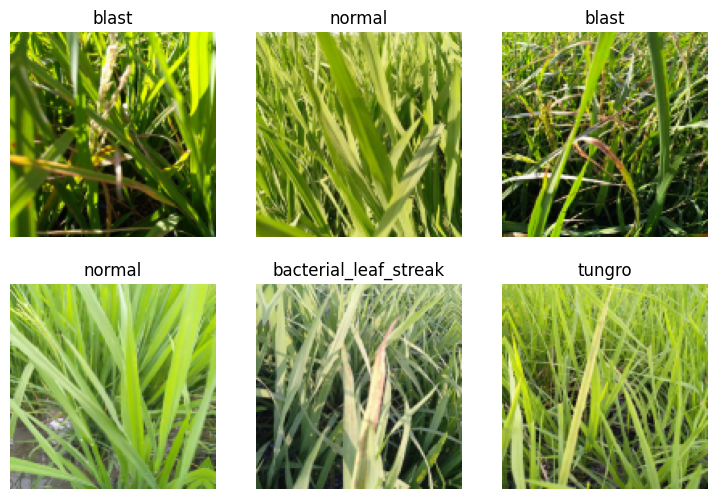 blast
normal
blast
normal
bacterial_leaf_streak
tungro